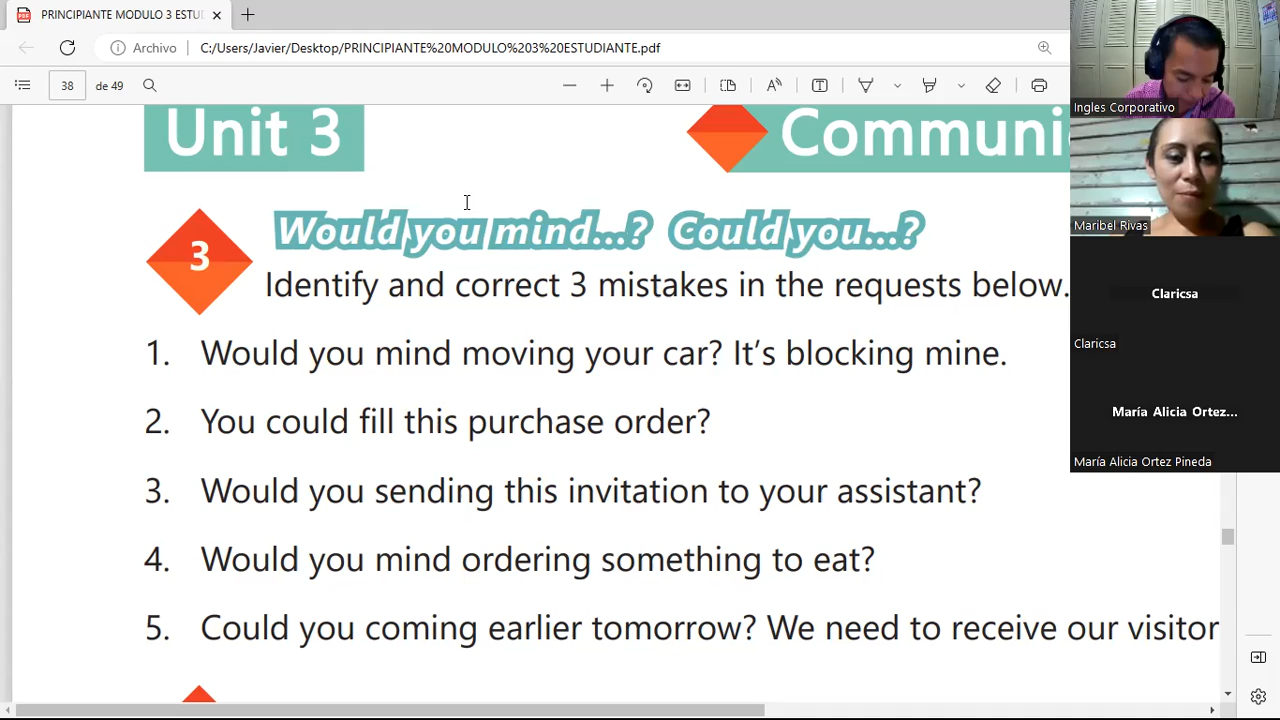 PRINCIPIANTE MODULO 3 ESTU
Archivo
C:/Users/Javier/Desktop/PRINCIPIANTE%20MODULO%203%20ESTUDIANTE.pdf
38
de 49
Unit 3
Communi
3
Would you mind...? Could you...?
Identify and correct 3 mistakes in the requests below.
1. Would you mind moving your car? It's blocking mine.
2. You could fill this purchase order?
3. Would you sending this invitation to your assistant?
4. Would you mind ordering something to eat?
5. Could you coming earlier tomorrow? We need to receive our visitor
Ingles Corporativo
Maribel Rivas
Claricsa
Claricsa
María Alicia Ortez...
María Alicia Ortez Pineda